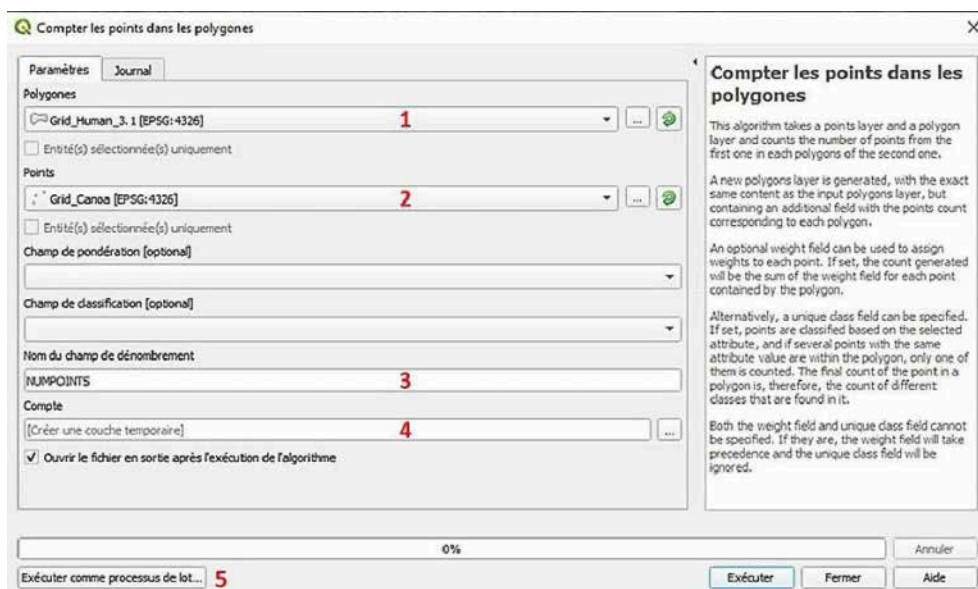 Compter les points dans les polygones
Paramètres
Journal
Polygones
Grid_Human_3. 1 [EPSG: 4326]
1
...
Entité(s) sélectionnée(s) uniquement
Points
Grid_Canoa [EPSG:4326]
2
...
Entité(s) sélectionnée(s) uniquement
Champ de pondération [optional]
Champ de classification [optional]
Nom du champ de dénombrement
NUMPOINTS
3
Compte
[Créer une couche temporaire]
4
...
Ouvrir le fichier en sortie après l'exécution de l'algorithme
Compter les points dans les
polygones
This algorithm takes a points layer and a polygon
layer and counts the number of points from the
first one in each polygons of the second one.
A new polygons layer is generated, with the exact
same content as the input polygons layer, but
containing an additional field with the points count
corresponding to each polygon.
An optional weight field can be used to assign
weights to each point. If set, the count generated
will be the sum of the weight field for each point
contained by the polygon.
Alternatively, a unique class field can be specified.
If set, points are classified based on the selected
attribute, and if several points with the same
attribute value are within the polygon, only one of
them is counted. The final count of the point in a
polygon is, therefore, the count of different
classes that are found in it.
Both the weight field and unique class field cannot
be specified. If they are, the weight field will take
precedence and the unique class field will be
ignored.
0%
Annuler
Exécuter comme processus de lot...
5
Exécuter
Fermer
Aide